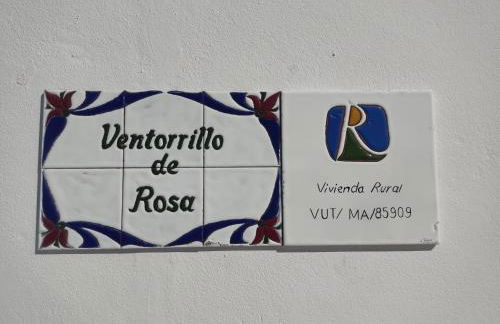 Ventorrillo
de
Rosa
R
Vivienda Rural
VUT/ MA/85909